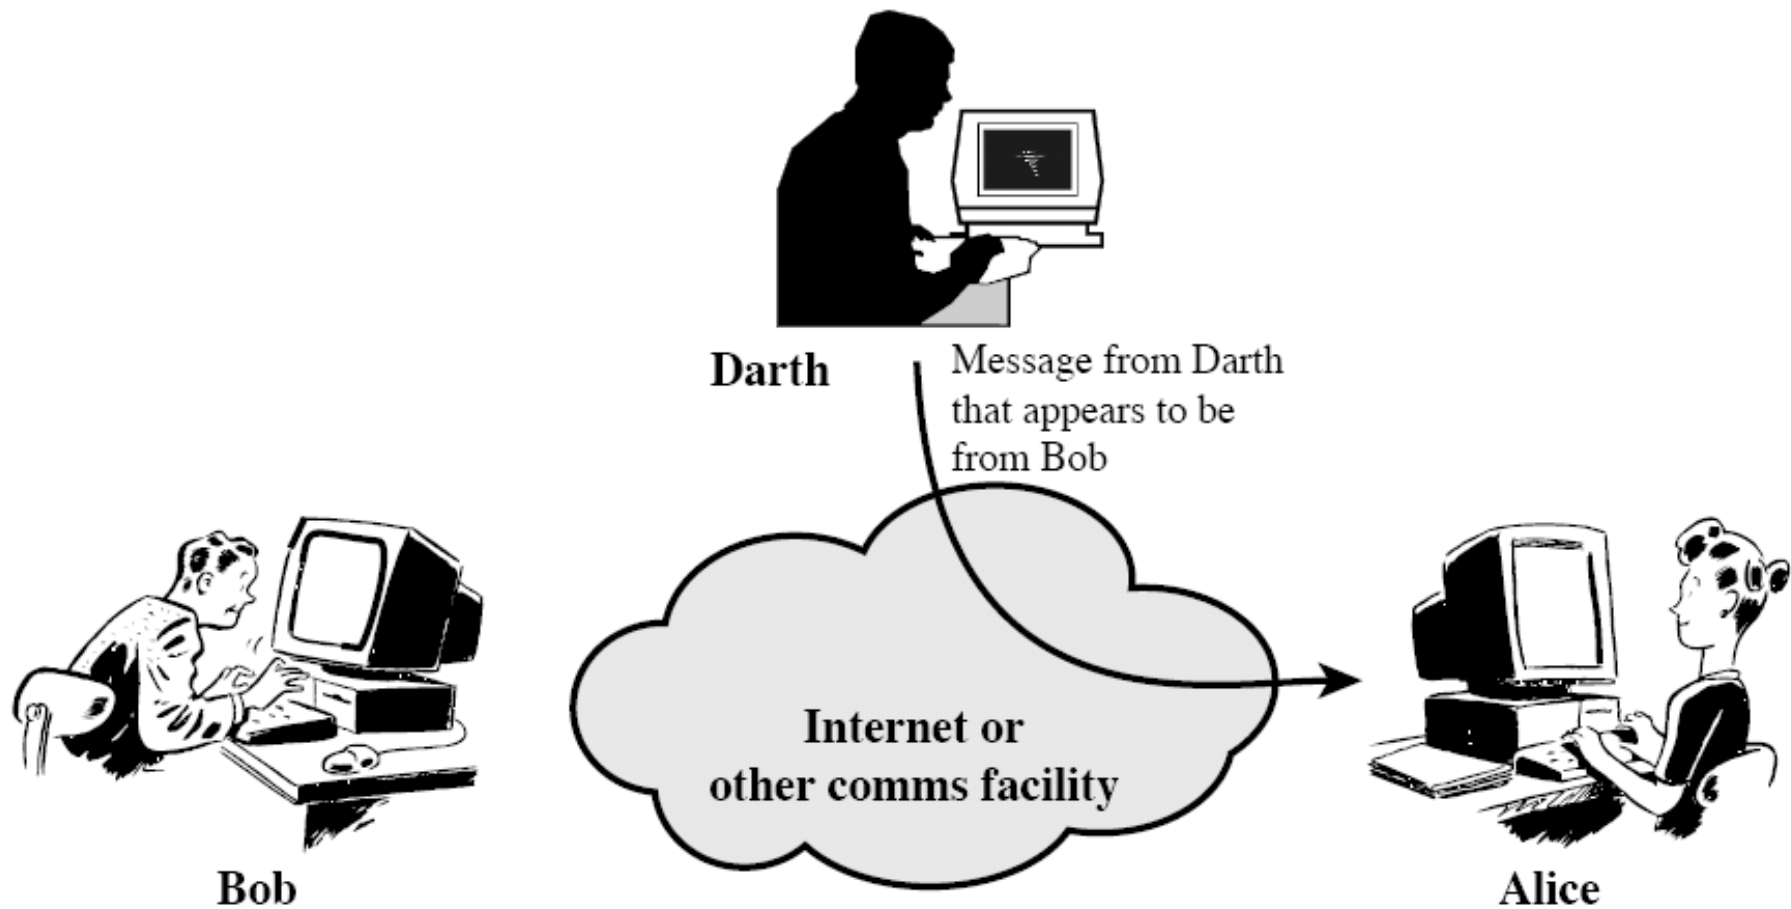 Darth
Message from Darth
that appears to be
from Bob
Internet or
other comms facility
Bob
Alice